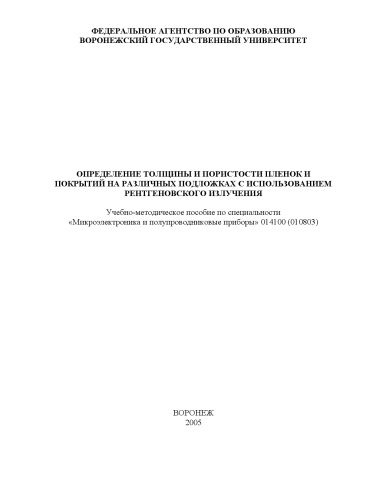 ФЕДЕРАЛЬНОЕ АГЕНТСТВО ПО ОБРАЗОВАНИЮ
ВОРОНЕЖСКИЙ ГОСУДАРСТВЕННЫЙ УНИВЕРСИТЕТ
ОПРЕДЕЛЕНИЕ ТОЛЩИНЫ И ПОРИСТОСТИ ПЛЕНОК И
ПОКРЫТИЙ НА РАЗЛИЧНЫХ ПОДЛОЖКАХ С ИСПОЛЬЗОВАНИЕМ
РЕНТГЕНОВСКОГО ИЗЛУЧЕНИЯ
Учебно-методическое пособие по специальности
«Микроэлектроника и полупроводниковые приборы» 014100 (010803)
ВОРОНЕЖ
2005